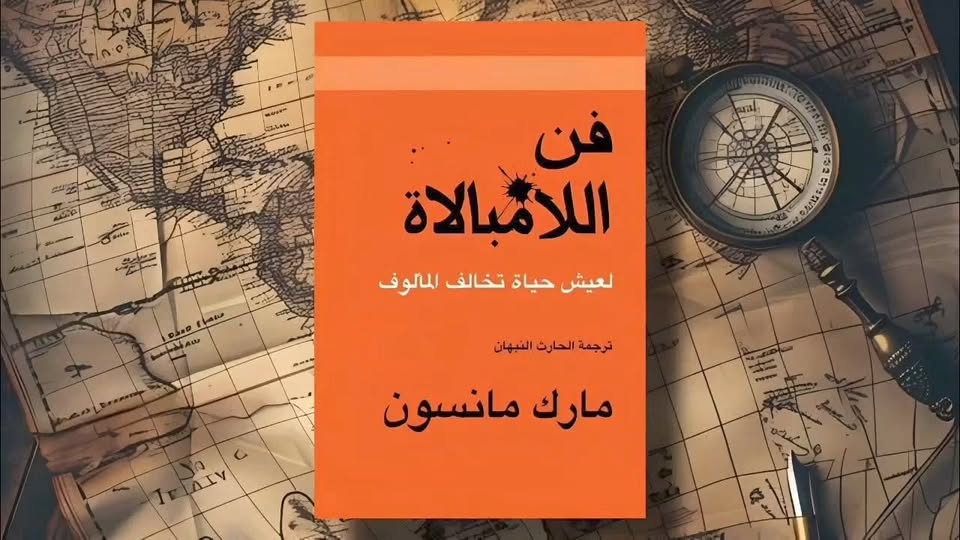 فن
اللامبالاة
لعيش حياة تخالف المألوف
ترجمة الحارث النبهان
مارك مانسون